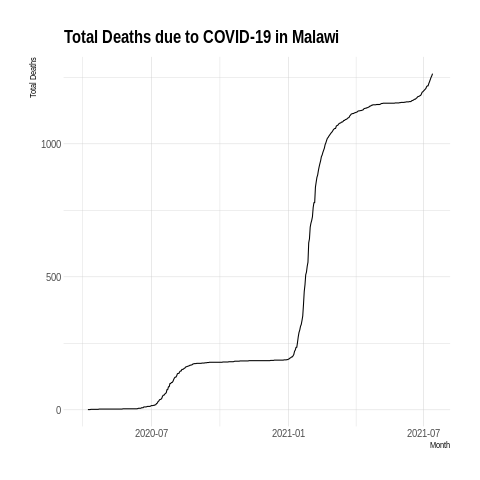 Total Deaths due to COVID-19 in Malawi
Total Deaths
1000
500
0
2020-07
2021-01
2021-07
Month